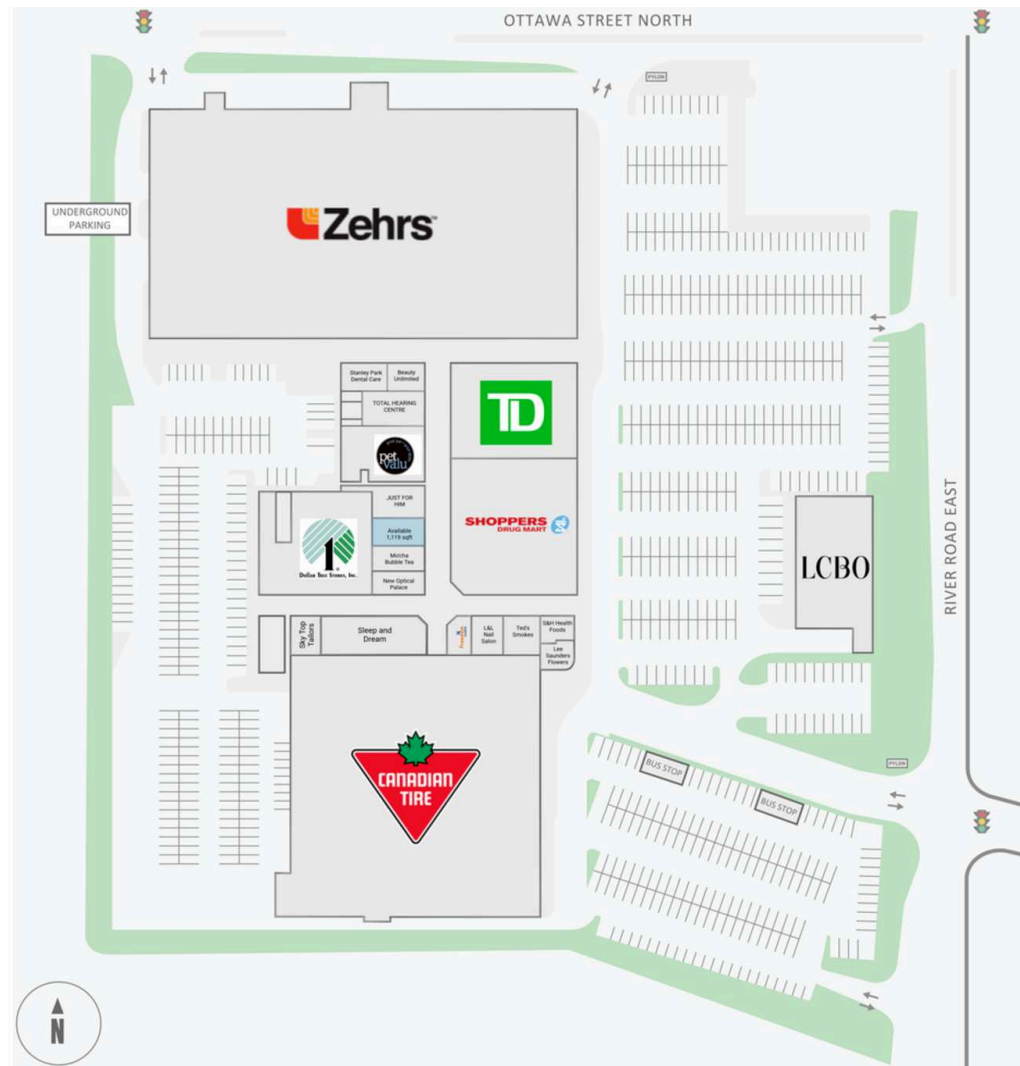 OTTAWA STREET NORTH
PYLON
UNDERGROUND
PARKING
Zehrs
Stanley Park
Dental Care
Beauty
Unlimited
TOTAL HEARING
CENTRE
TD
pet
valu
JUST FOR
HIM
SHOPPERS
DRUG MART
Available
1,119 sqft
1
Dollar Tree Stores, Inc.
Molcha
Bubble Tea
New Optical
Palace
LCBO
RIVER ROAD EAST
Sky Top
Tailors
Sleep and
Dream
L&L
Nail
Salon
Ted's
Smokes
S&H Health
Foods
Lee
Saunders
Flowers
CANADIAN
TIRE
BUS STOP
BUS STOP
PYLON
N